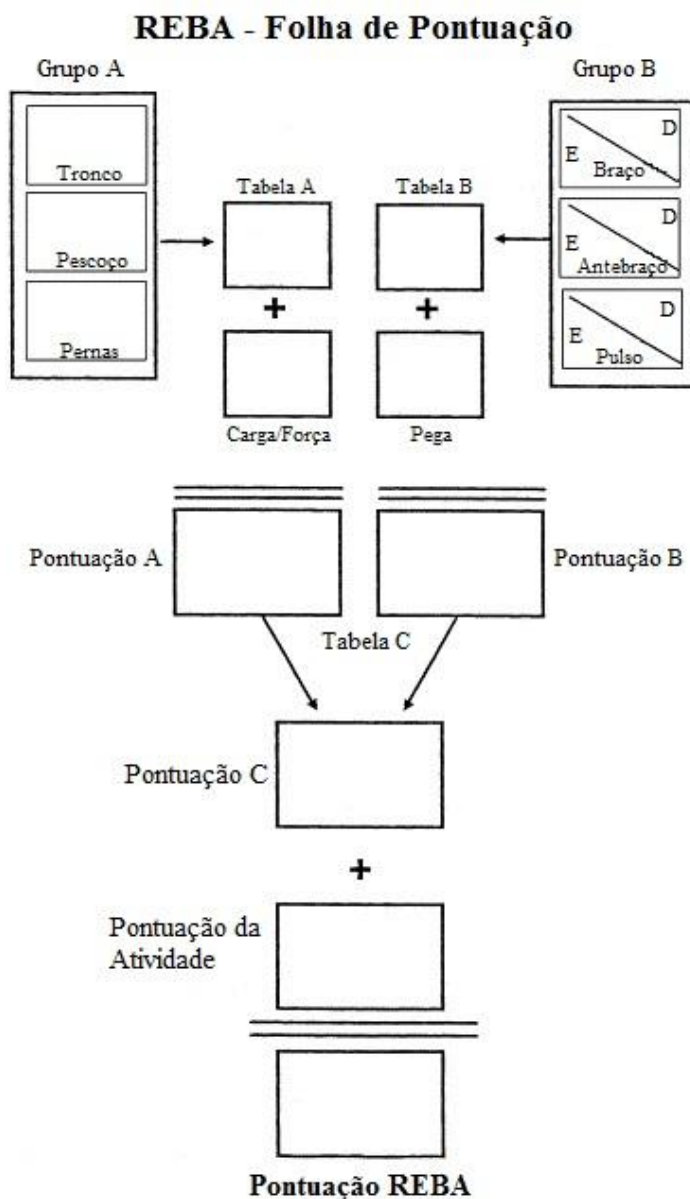 REBA - Folha de Pontuação
Grupo A
Grupo B
Tronco
Pescoço
Pernas
D
E
Braço
D
E
Antebraço
D
E
Pulso
Tabela A
Tabela B
+
+
Carga/Força
Pega
Pontuação A
Pontuação B
Tabela C
Pontuação C
+
Pontuação da
Atividade
Pontuação REBA